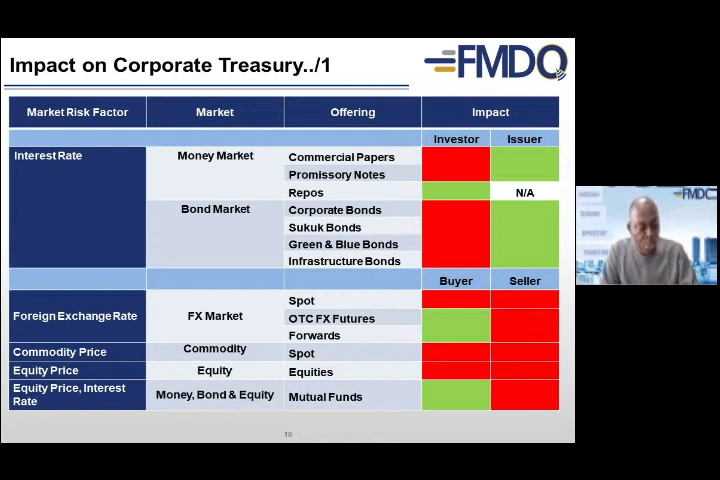 Impact on Corporate Treasury../1
FMDQ
Market Risk Factor Market Offering Impact
Investor Issuer
Interest Rate Money Market Commercial Papers
Promissory Notes
Repos N/A
Bond Market Corporate Bonds
Sukuk Bonds
Green & Blue Bonds
Infrastructure Bonds
Buyer Seller
Foreign Exchange Rate FX Market Spot
OTC FX Futures
Forwards
Commodity Price Commodity Spot
Equity Price Equity Equities
Equity Price, Interest
Rate Money, Bond & Equity Mutual Funds
10
FMDQ